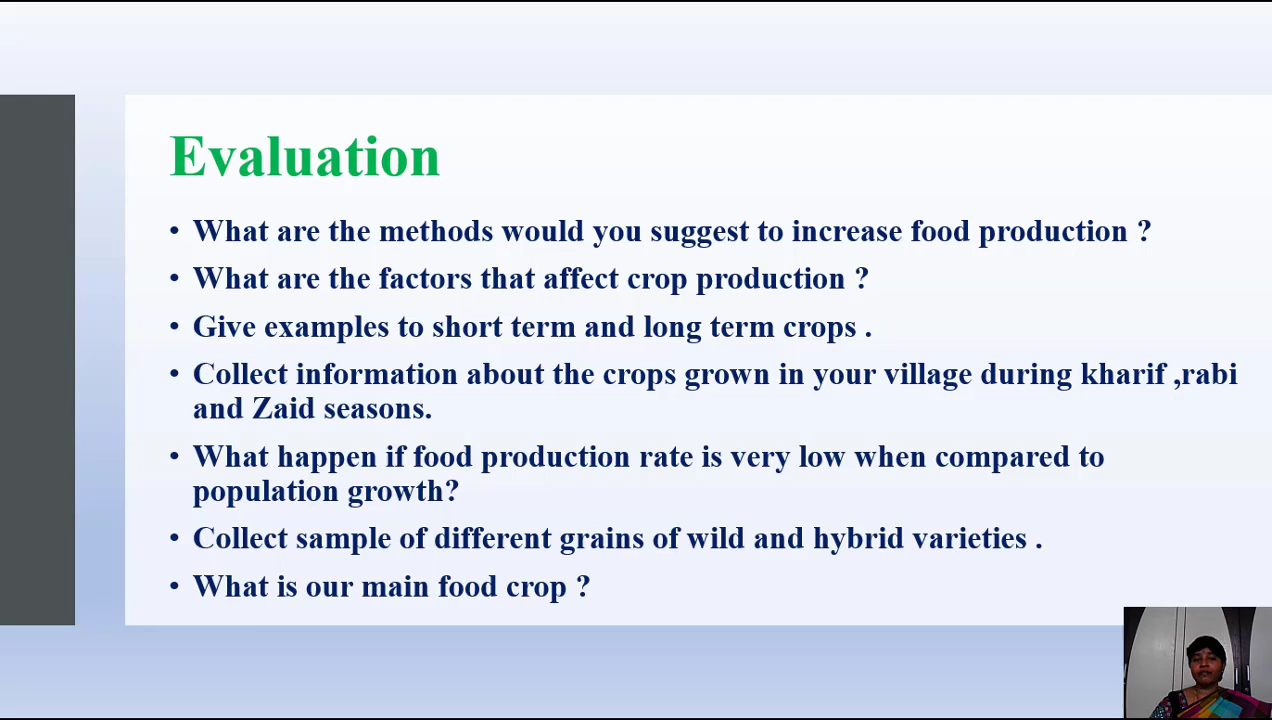 Evaluation
• What are the methods would you suggest to increase food production ?
• What are the factors that affect crop production ?
• Give examples to short term and long term crops .
• Collect information about the crops grown in your village during kharif ,rabi
and Zaid seasons.
• What happen if food production rate is very low when compared to
population growth?
• Collect sample of different grains of wild and hybrid varieties .
• What is our main food crop ?